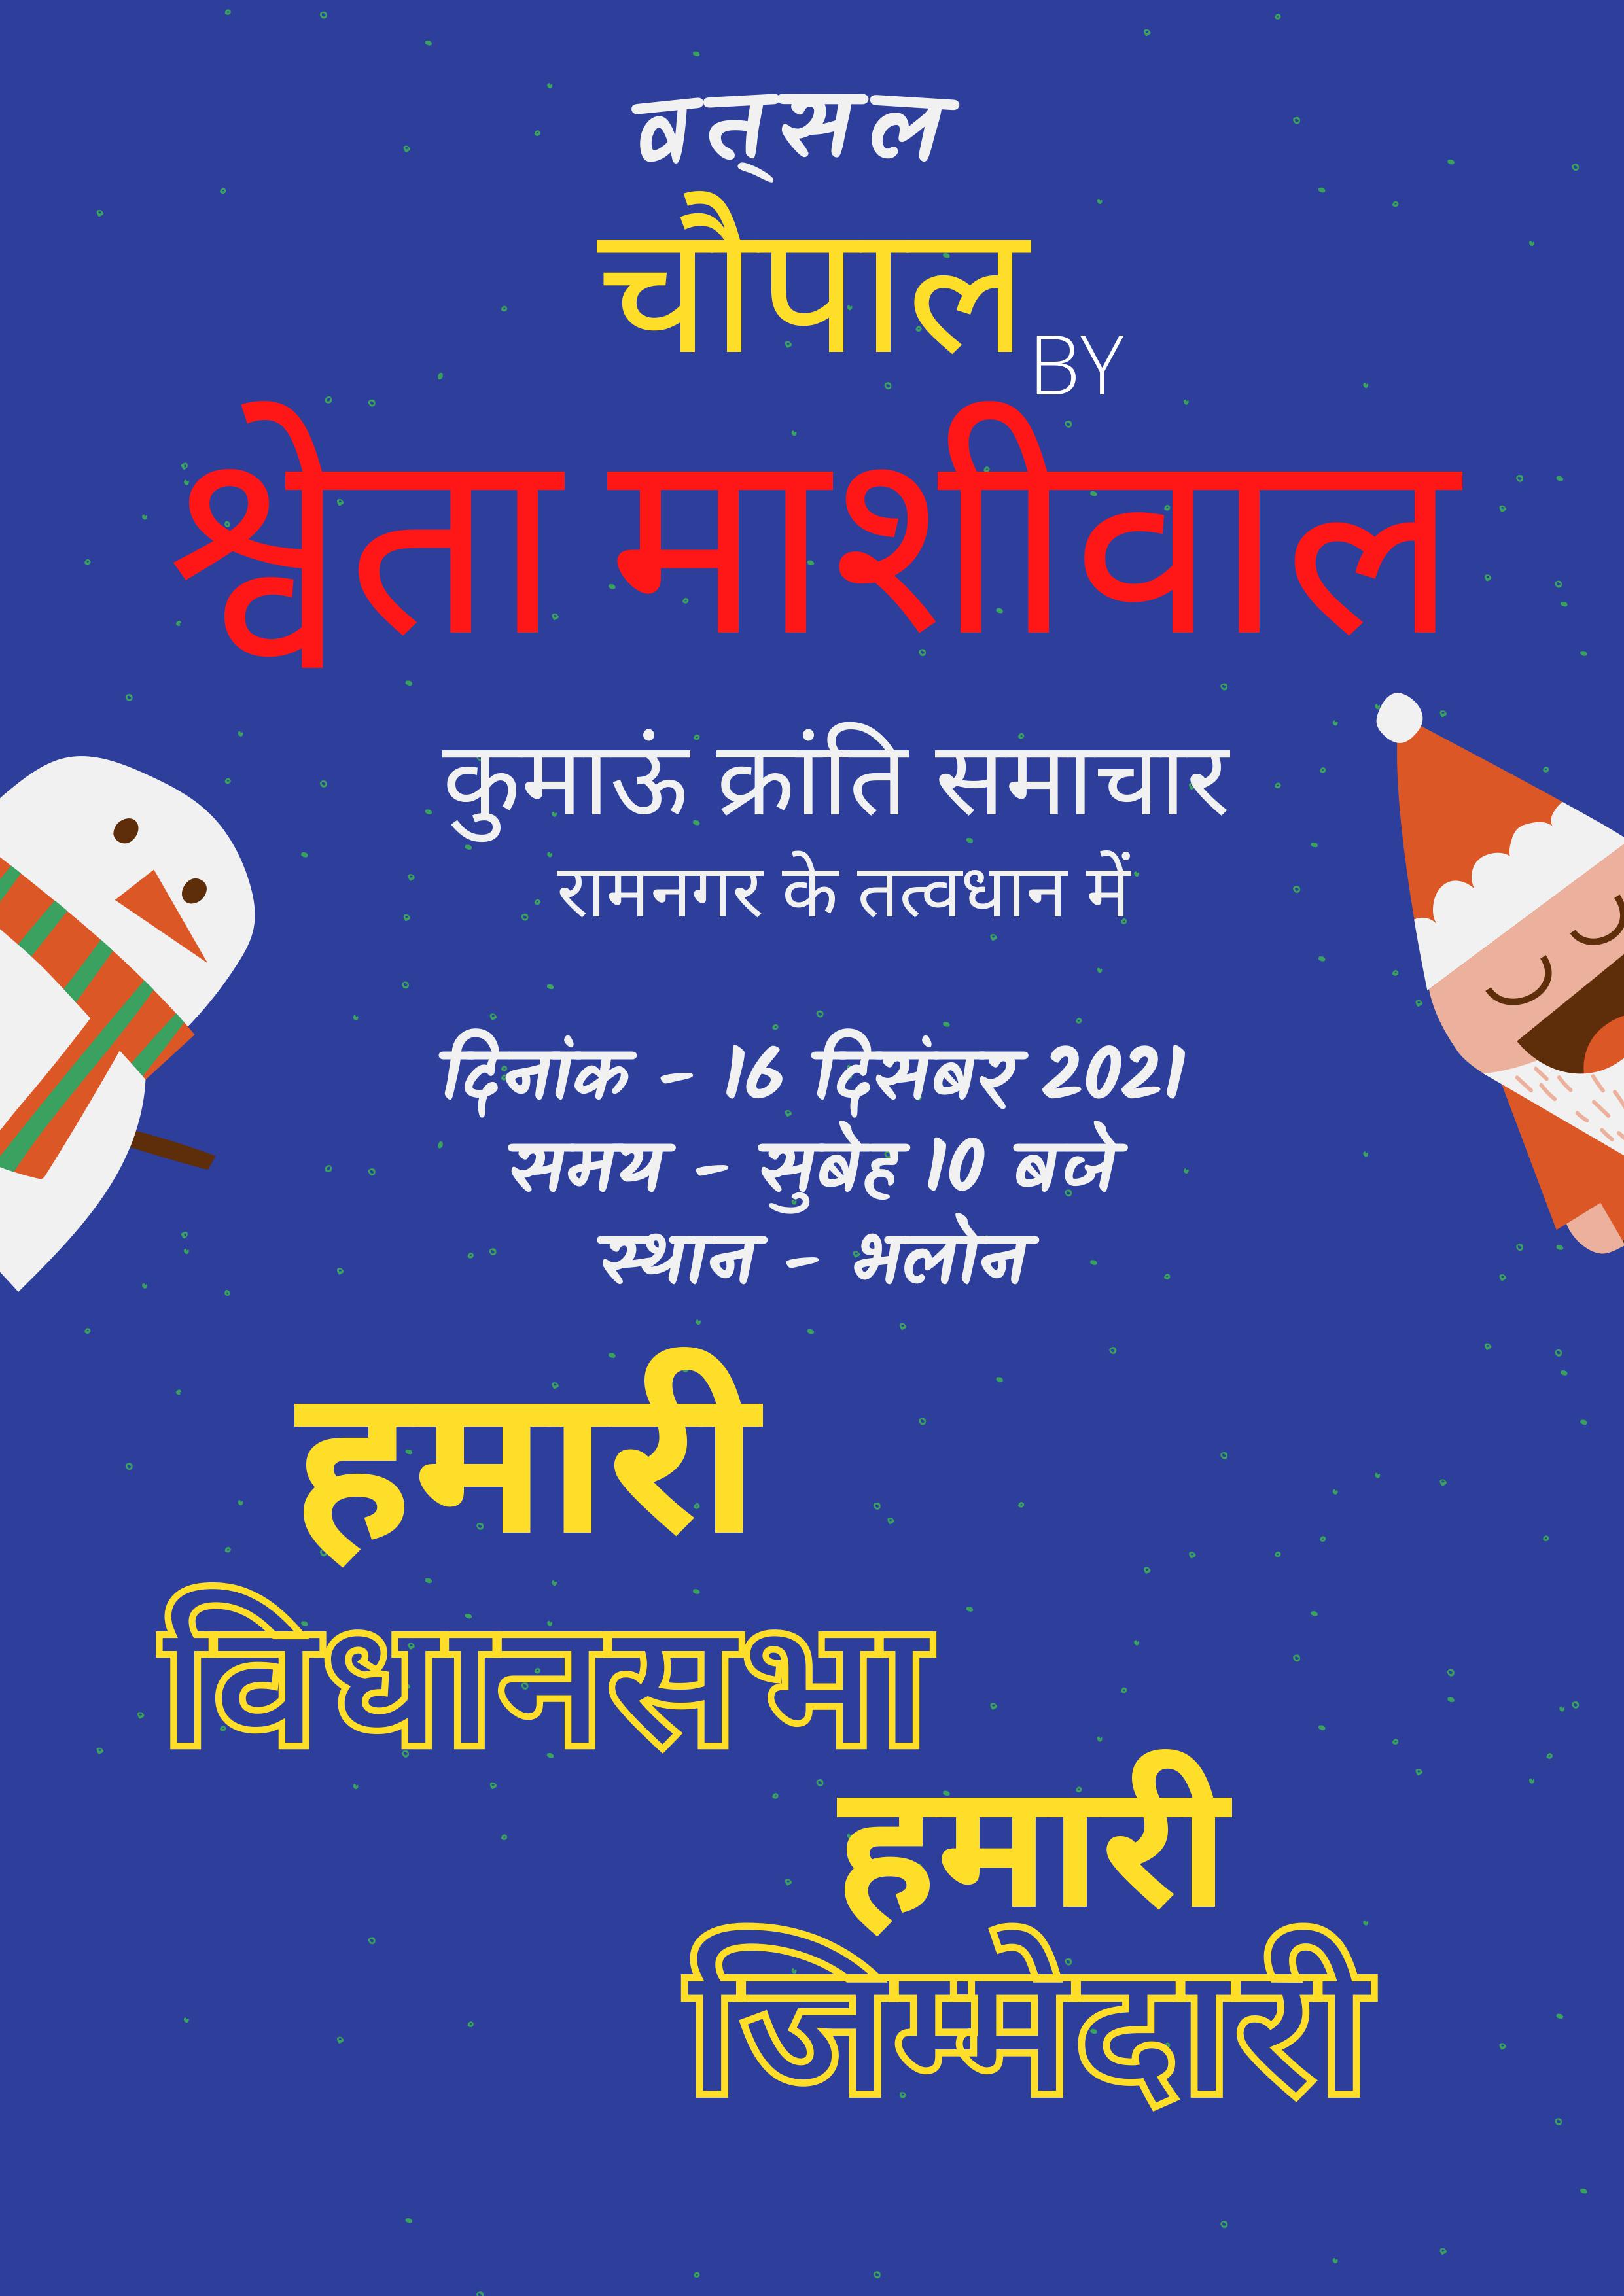 वत्सल
चौपाल
BY
श्वेता माशीवाल
कुमाऊं क्रांति समाचार
रामनगर के तत्वधान में
दिनांक - 16 दिसंबर 2021
समय - सुबेह 10 बजे
स्थान - भलोन
हमारी
विधानसभा
हमारी
जिम्मेदारी